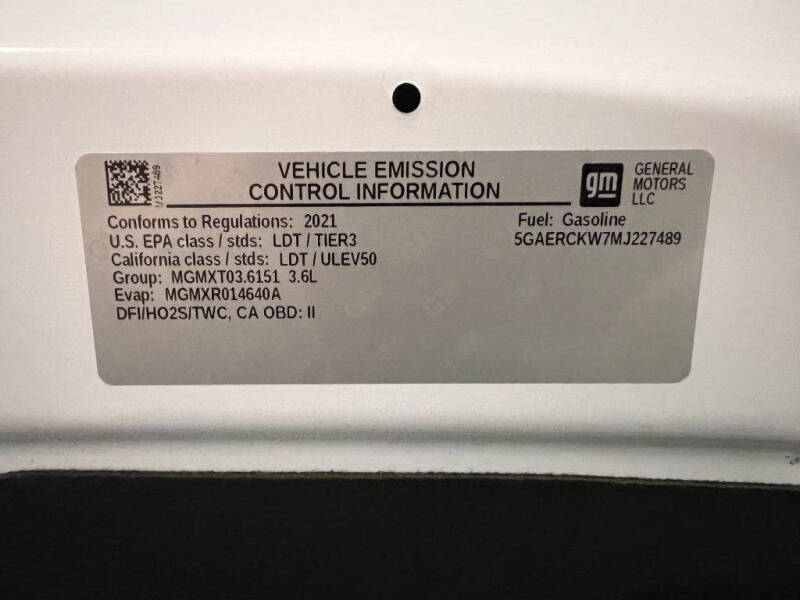 VEHICLE EMISSION
CONTROL INFORMATION
gm
GENERAL
MOTORS
LLC
MJ227489
Conforms to Regulations: 2021
Fuel: Gasoline
U.S. EPA class / stds: LDT / TIER3
5GAERCKW7MJ227489
California class / stds: LDT / ULEV50
Group: MGMXT03.6151 3.6L
Evap: MGMXR014640A
DFI/HO2S/TWC, CA OBD: II